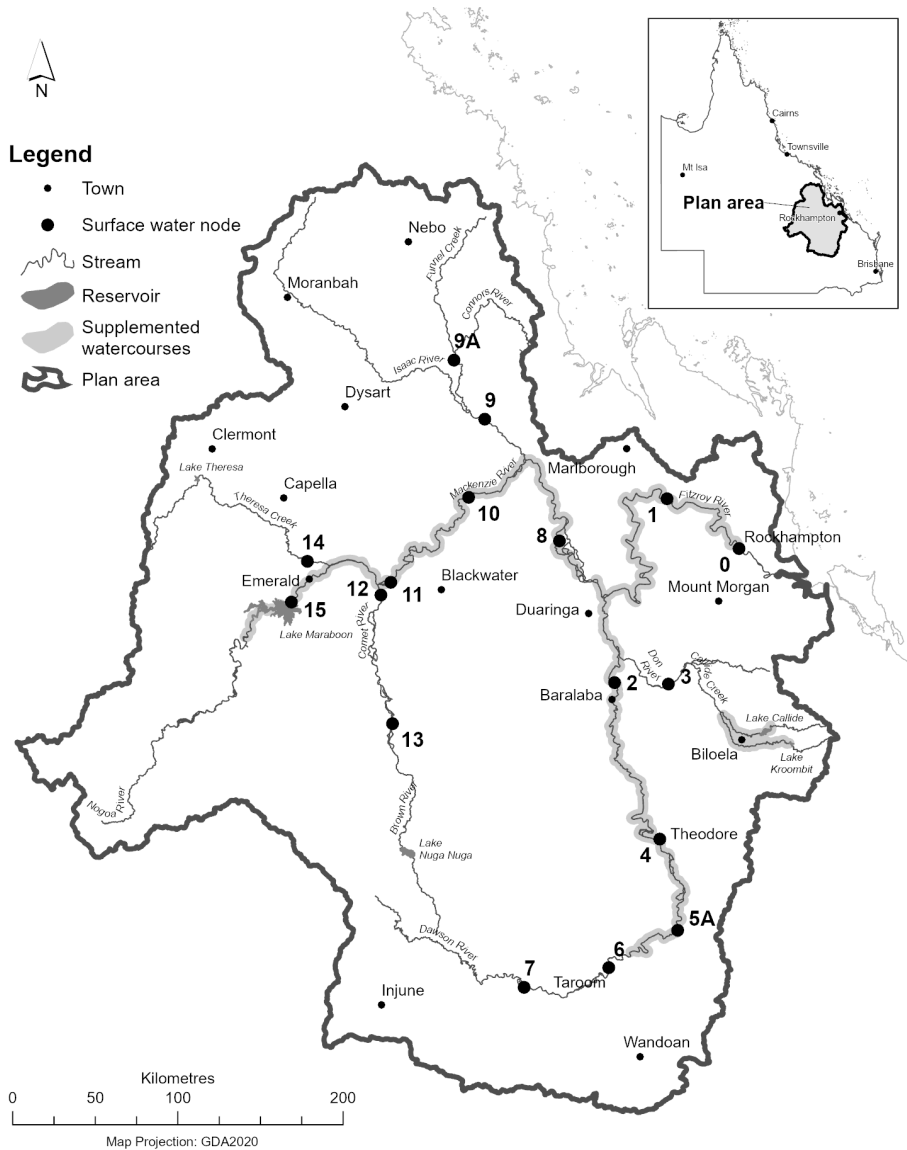 N
Legend
Town
Surface water node
Stream
Reservoir
Supplemented
watercourses
Plan area
Cairns
Townsville
Mt Isa
Plan area
Rockhampton
Brisbane
Nebo
Funnel Creek
Moranbah
Connors River
9A
Isaac River
Dysart
9
Clermont
Lake Theresa
Marlborough
Mackenzie River
Capella
Theresa Creek
10
1
Fitzroy River
8
Rockhampton
0
14
Emerald
12
11
Blackwater
Mount Morgan
15
Duaringa
Lake Maraboon
Comet River
Don
River
Callide Creek
2
3
Baralaba
13
Lake Callide
Biloela
Lake
Kroombit
Nogoa River
Brown River
Theodore
4
Lake
Nuga Nuga
5A
Dawson River
6
7
Taroom
Injune
Wandoan
Kilometres
0
50
100
200
Map Projection: GDA2020